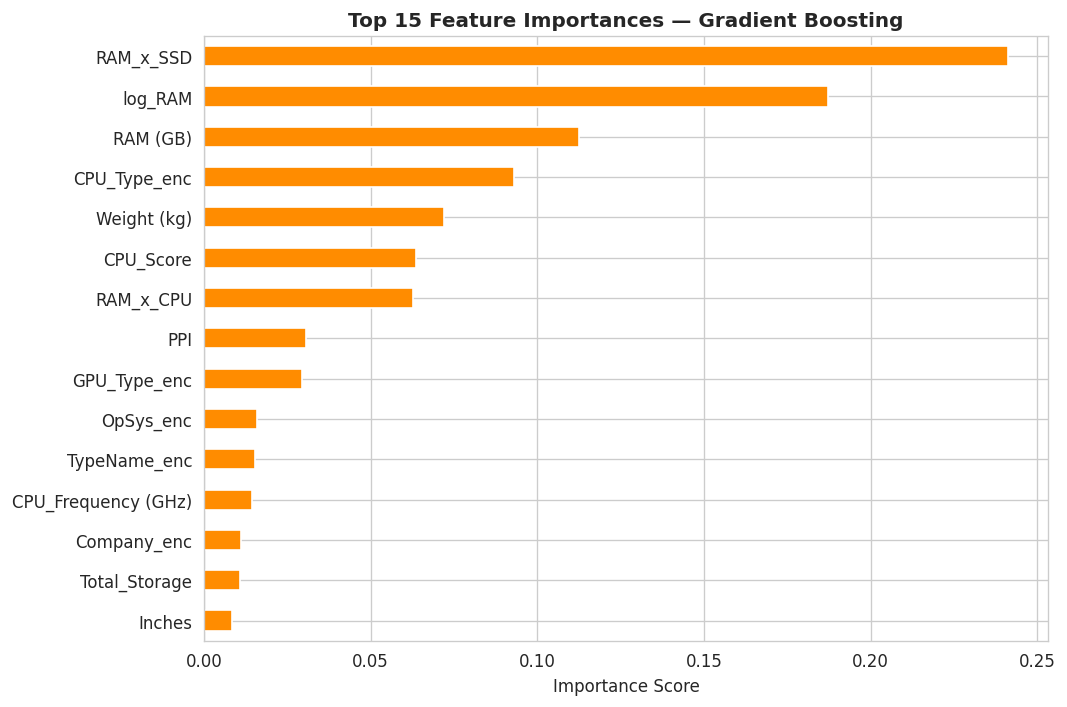 Top 15 Feature Importances — Gradient Boosting
RAM_x_SSD
log_RAM
RAM (GB)
CPU_Type_enc
Weight (kg)
CPU_Score
RAM_x_CPU
PPI
GPU_Type_enc
OpSys_enc
TypeName_enc
CPU_Frequency (GHz)
Company_enc
Total_Storage
Inches
0.00 0.05 0.10 0.15 0.20 0.25
Importance Score